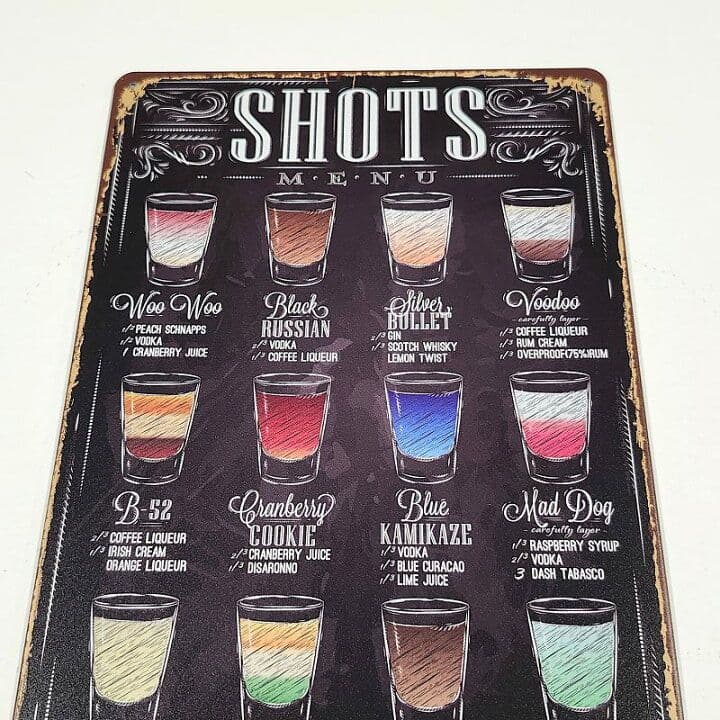 SHOTS
M·E·N·U
Woo Woo
1/2 PEACH SCHNAPPS
1/2 VODKA
1 CRANBERRY JUICE
Black
RUSSIAN
2/3 VODKA
1/3 COFFEE LIQUEUR
Silver
BULLET
2/3 GIN
1/3 SCOTCH WHISKY
LEMON TWIST
Voodoo
carefully layer
1/3 COFFEE LIQUEUR
1/3 RUM CREAM
1/3 OVERPROOF(75%)RUM
B-52
2/3 COFFEE LIQUEUR
1/3 IRISH CREAM
ORANGE LIQUEUR
Cranberry
COOKIE
2/3 CRANBERRY JUICE
1/3 DISARONNO
Blue
KAMIKAZE
1/3 VODKA
1/3 BLUE CURACAO
1/3 LIME JUICE
Mad Dog
carefully layer
1/3 RASPBERRY SYRUP
2/3 VODKA
3 DASH TABASCO